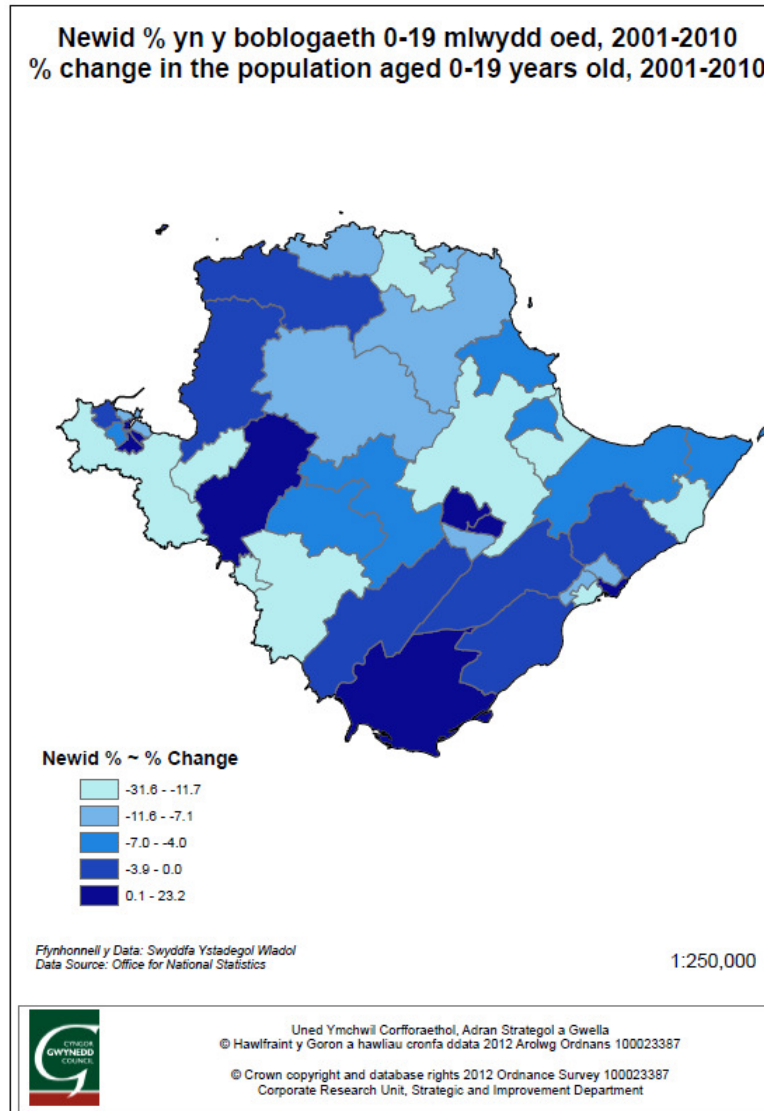 Newid % yn y boblogaeth 0-19 mlwydd oed, 2001-2010
% change in the population aged 0-19 years old, 2001-2010
Newid % ~ % Change
-31.6 - -11.7
-11.6 - -7.1
-7.0 - -4.0
-3.9 - 0.0
0.1 - 23.2
Ffynhonnell y Data: Swyddfa Ystadegol Wladol
Data Source: Office for National Statistics
1:250,000
CYNGOR
GWYNEDD
COUNCIL
Uned Ymchwil Corfforaethol, Adran Strategol a Gwella
© Hawlfraint y Goron a hawliau cronfa ddata 2012 Arolwg Ordnans 100023387
© Crown copyright and database rights 2012 Ordnance Survey 100023387
Corporate Research Unit, Strategic and Improvement Department